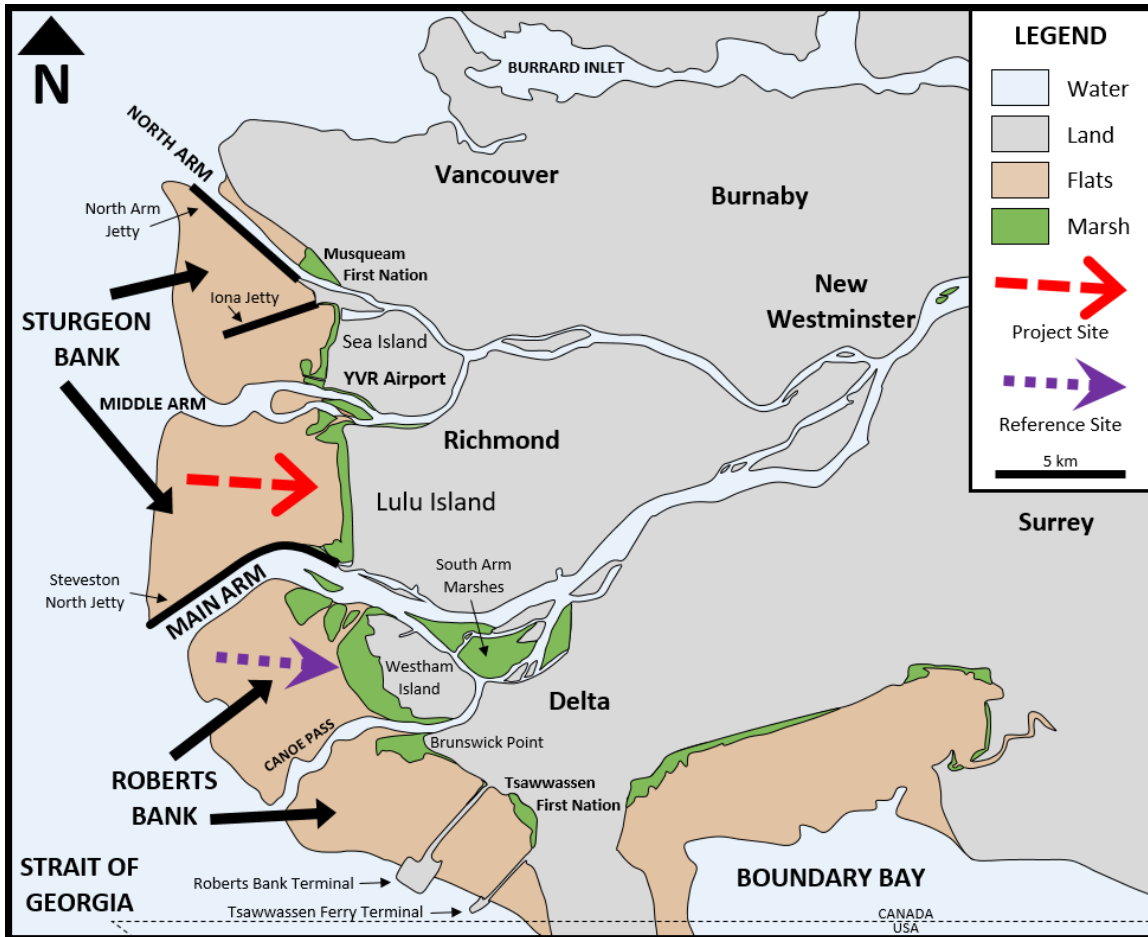 N
BURRARD INLET
NORTH ARM
Vancouver
Burnaby
North Arm
Jetty
Musqueam
First Nation
New
Westminster
Iona Jetty
STURGEON
BANK
Sea Island
YVR Airport
MIDDLE ARM
Richmond
Lulu Island
Surrey
South Arm
Marshes
Steveston
North Jetty
MAIN ARM
Westham
Island
Delta
CANOE PASS
Brunswick Point
ROBERTS
BANK
Tsawwassen
First Nation
STRAIT OF
GEORGIA
Roberts Bank Terminal
Tsawwassen Ferry Terminal
BOUNDARY BAY
CANADA
USA
LEGEND
Water
Land
Flats
Marsh
Project Site
Reference Site
5 km